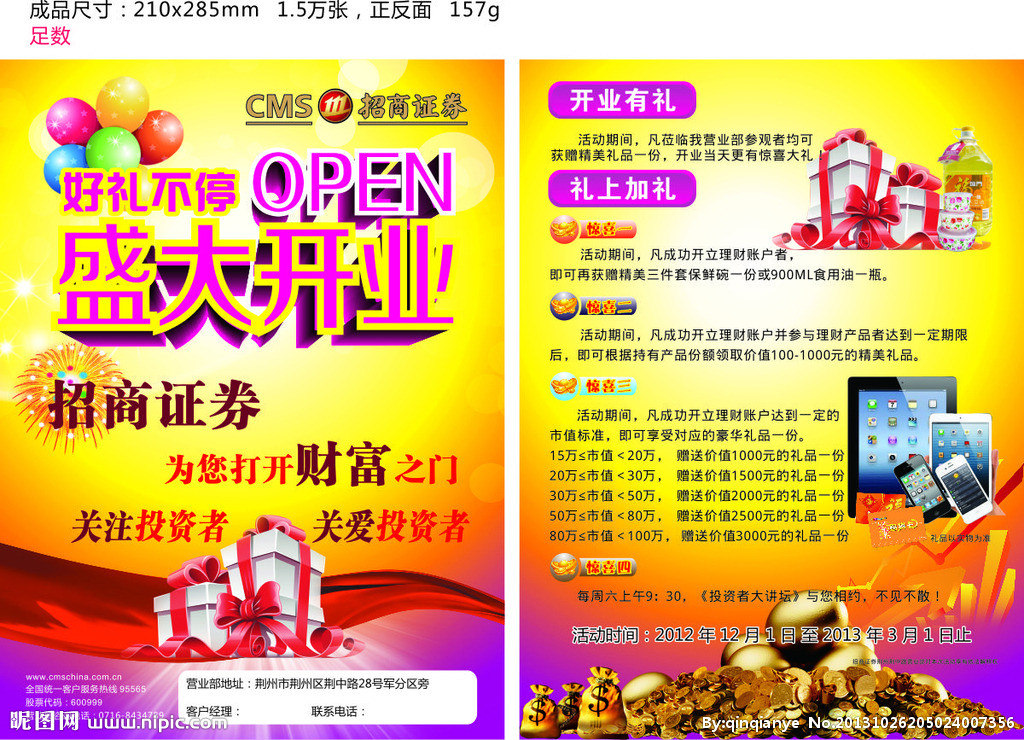 成品尺寸：210x285mm 1.5万张，正反面 157g
足数
CMS 招商证券
好礼不停 OPEN
盛大开业
招商证券
为您打开财富之门
关注投资者 关爱投资者
www.cmschina.com.cn
全国统一客户服务热线 95565
股票代码：600999
0716-8434729
营业部地址：荆州市荆州区荆中路28号军分区旁
客户经理： 联系电话：
昵图网 www.nipic.com
开业有礼
活动期间，凡莅临我营业部参观者均可
获赠精美礼品一份，开业当天更有惊喜大礼！
礼上加礼
惊喜一
活动期间，凡成功开立理财账户者，
即可再获赠精美三件套保鲜碗一份或900ML食用油一瓶。
惊喜二
活动期间，凡成功开立理财账户并参与理财产品者达到一定期限
后，即可根据持有产品份额领取价值100-1000元的精美礼品。
惊喜三
活动期间，凡成功开立理财账户达到一定的
市值标准，即可享受对应的豪华礼品一份。
15万≤市值＜20万， 赠送价值1000元的礼品一份
20万≤市值＜30万， 赠送价值1500元的礼品一份
30万≤市值＜50万， 赠送价值2000元的礼品一份
50万≤市值＜80万， 赠送价值2500元的礼品一份
80万≤市值＜100万， 赠送价值3000元的礼品一份
礼品以实物为准
惊喜四
每周六上午9：30，《投资者大讲坛》与您相约，不见不散！
活动时间：2012 年 12 月 1 日 至 2013 年 3 月 1 日止
By:qinqianye No.20131026205024007356